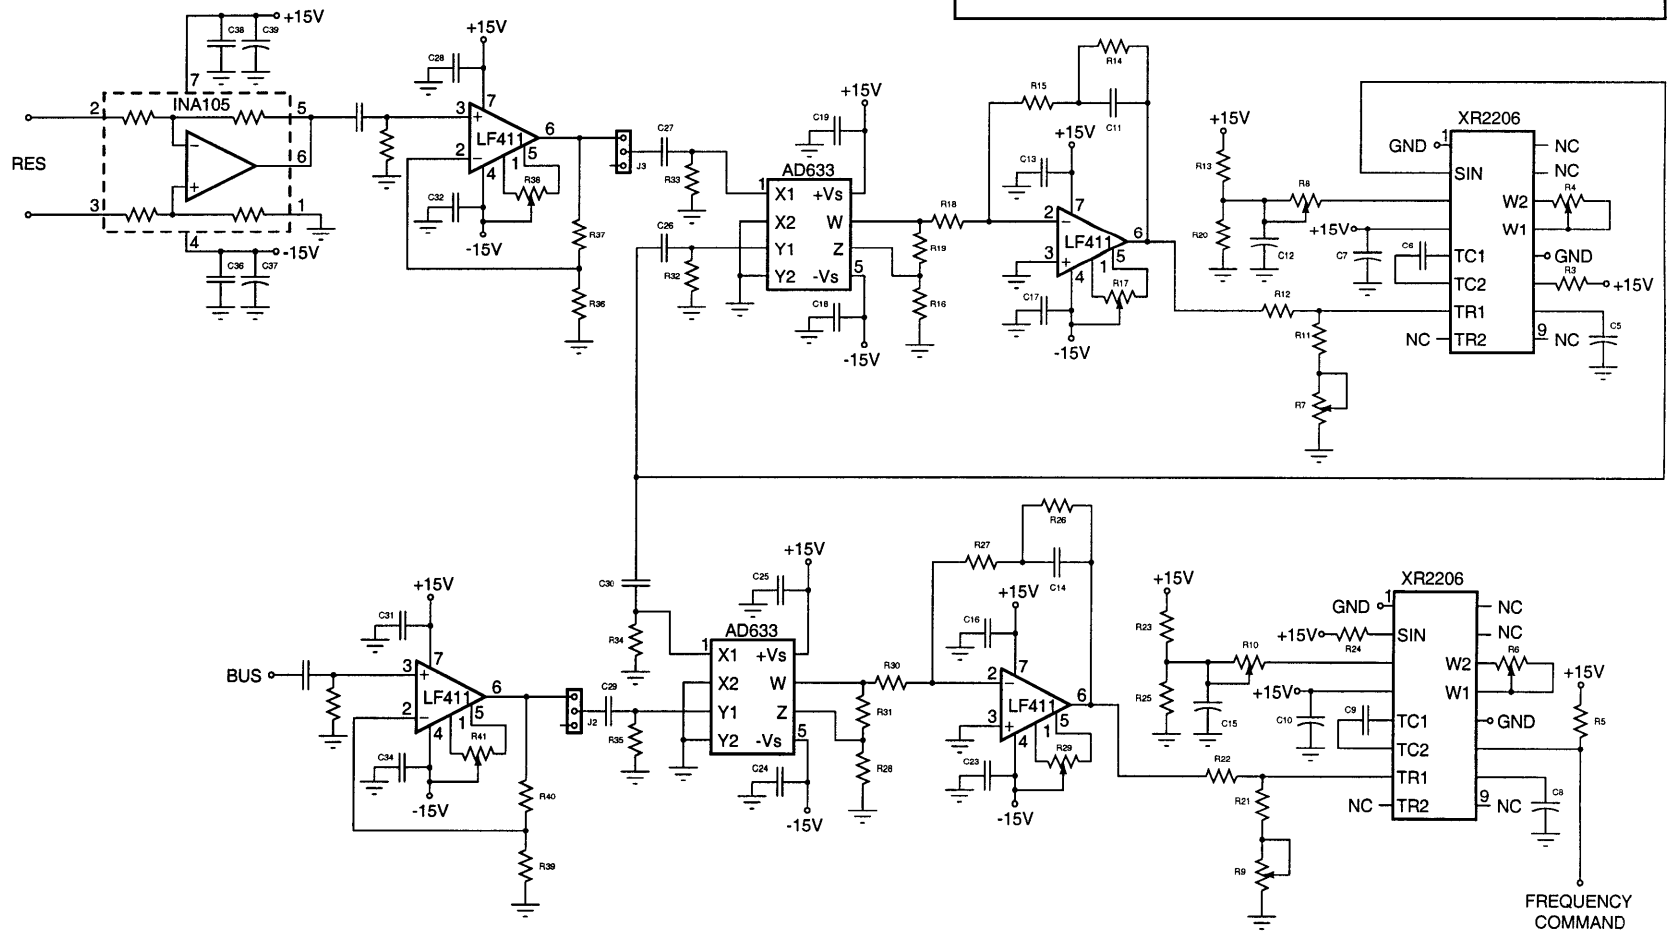 +15V
C38
C39
7
INA105
2
5
6
3
1
4
RES
-15V
C36
C37
+15V
C28
7
3
+
LF411
6
2
-
1
5
4
R38
C32
-15V
R37
R36
J3
C27
R33
C26
R32
+15V
C19
AD633
1
X1
+Vs
X2
W
Y1
Z
Y2
-Vs
5
C18
-15V
R18
R19
R16
R15
R14
C11
+15V
C13
7
2
-
LF411
6
3
+
1
5
4
R17
C17
-15V
+15V
R13
R8
R20
C12
R12
R11
R7
XR2206
GND
1
NC
SIN
NC
W2
R4
+15V
W1
C7
C6
TC1
GND
R3
TC2
+15V
TR1
NC
TR2
9
NC
C5
BUS
+15V
C31
7
3
+
LF411
6
2
-
1
5
4
R41
C34
-15V
R40
R39
J2
C29
R35
C30
R34
+15V
C25
AD633
1
X1
+Vs
X2
W
Y1
Z
Y2
-Vs
5
C24
-15V
R30
R31
R28
R27
R26
C14
+15V
C16
7
2
-
LF411
6
3
+
1
5
4
R29
C23
-15V
+15V
R23
R10
R25
C15
R22
R21
R9
XR2206
GND
1
NC
+15V
R24
SIN
NC
W2
R6
+15V
W1
C10
C9
TC1
GND
TC2
TR1
NC
TR2
9
NC
C8
+15V
R5
FREQUENCY
COMMAND